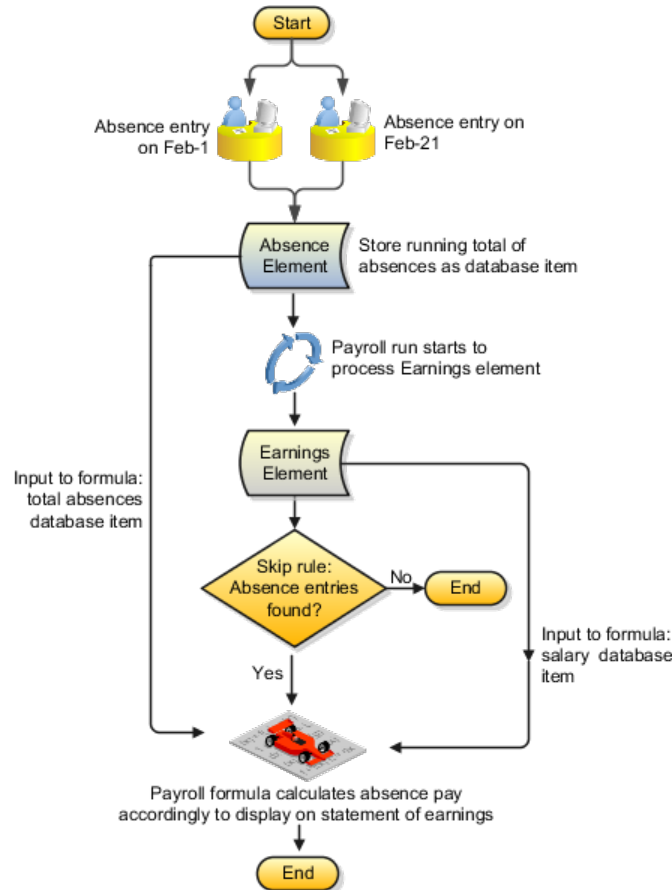 Start
Absence entry
on Feb-1
Absence entry on
Feb-21
Absence
Element
Store running total of
absences as database item
Payroll run starts to
process Earnings element
Earnings
Element
Input to formula:
total absences
database item
Skip rule:
Absence entries
found?
No
End
Input to formula:
salary database
item
Yes
Payroll formula calculates absence pay
accordingly to display on statement of earnings
End